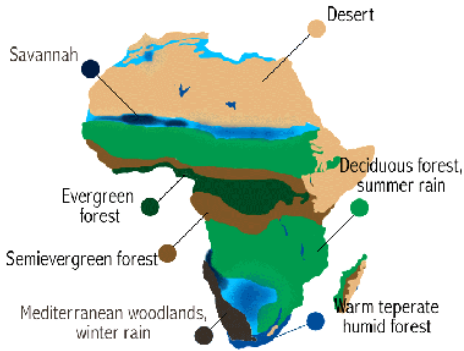 Desert
Savannah
Deciduous forest,
summer rain
Evergreen
forest
Semievergreen forest
Mediterranean woodlands,
winter rain
Warm teperate
humid forest